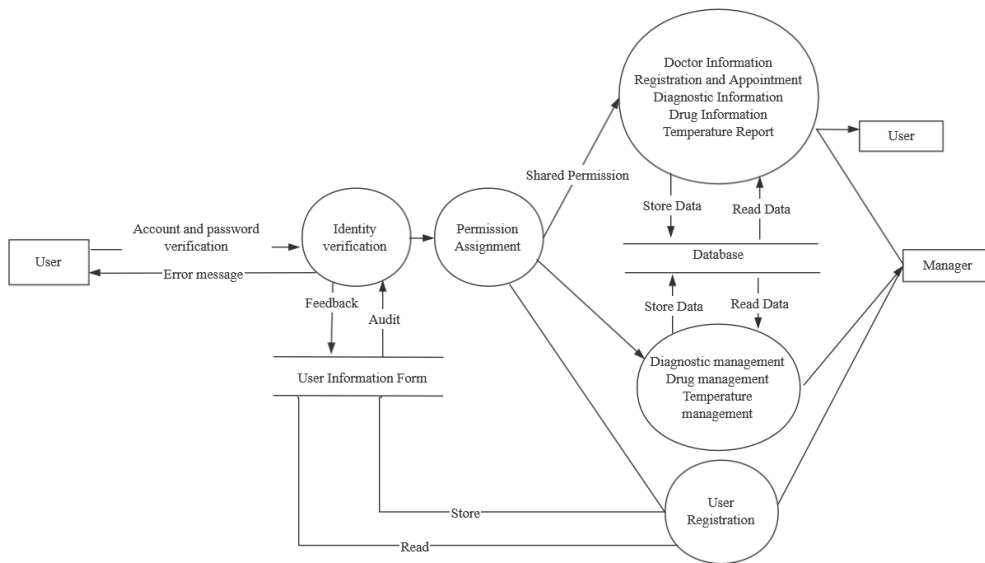 Doctor Information
Registration and Appointment
Diagnostic Information
Drug Information
Temperature Report
User
Shared Permission
Store Data
Read Data
Account and password
verification
Identity
verification
Permission
Assignment
User
Error message
Database
Manager
Feedback
Audit
Store Data
Read Data
User Information Form
Diagnostic management
Drug management
Temperature
management
User
Registration
Store
Read